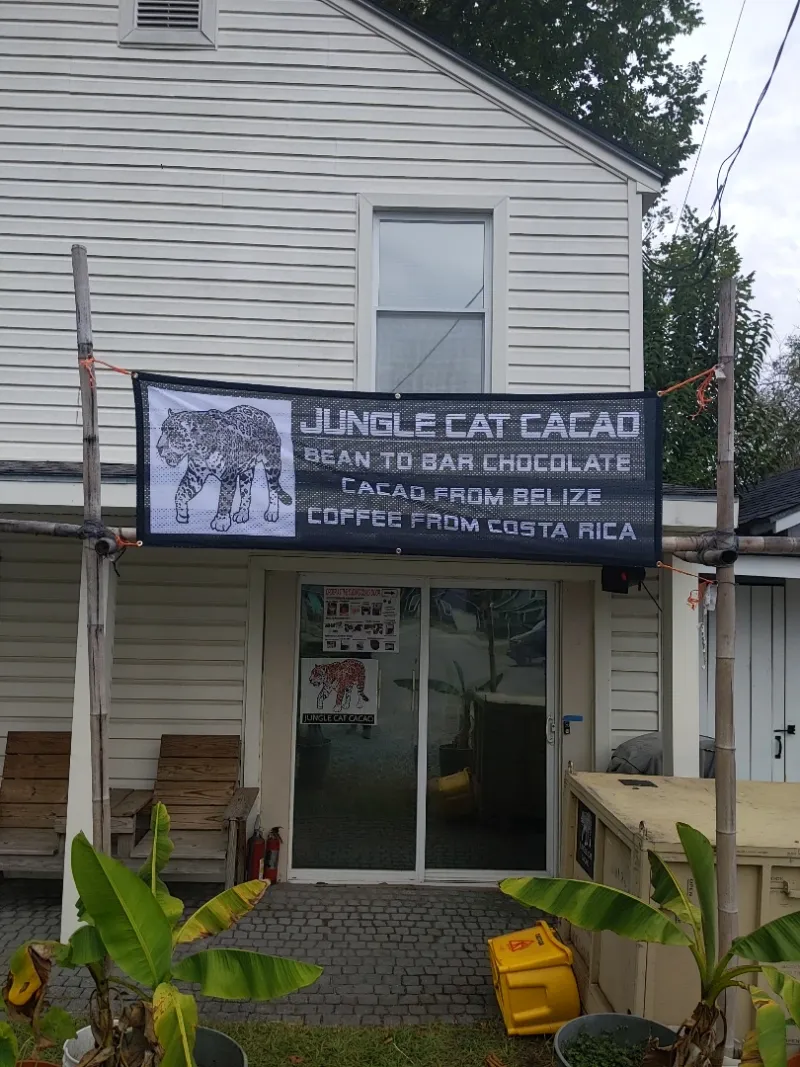 JUNGLE CAT CACAO
BEAN TO BAR CHOCOLATE
CACAO FROM BELIZE
COFFEE FROM COSTA RICA
JUNGLE CAT CACAO